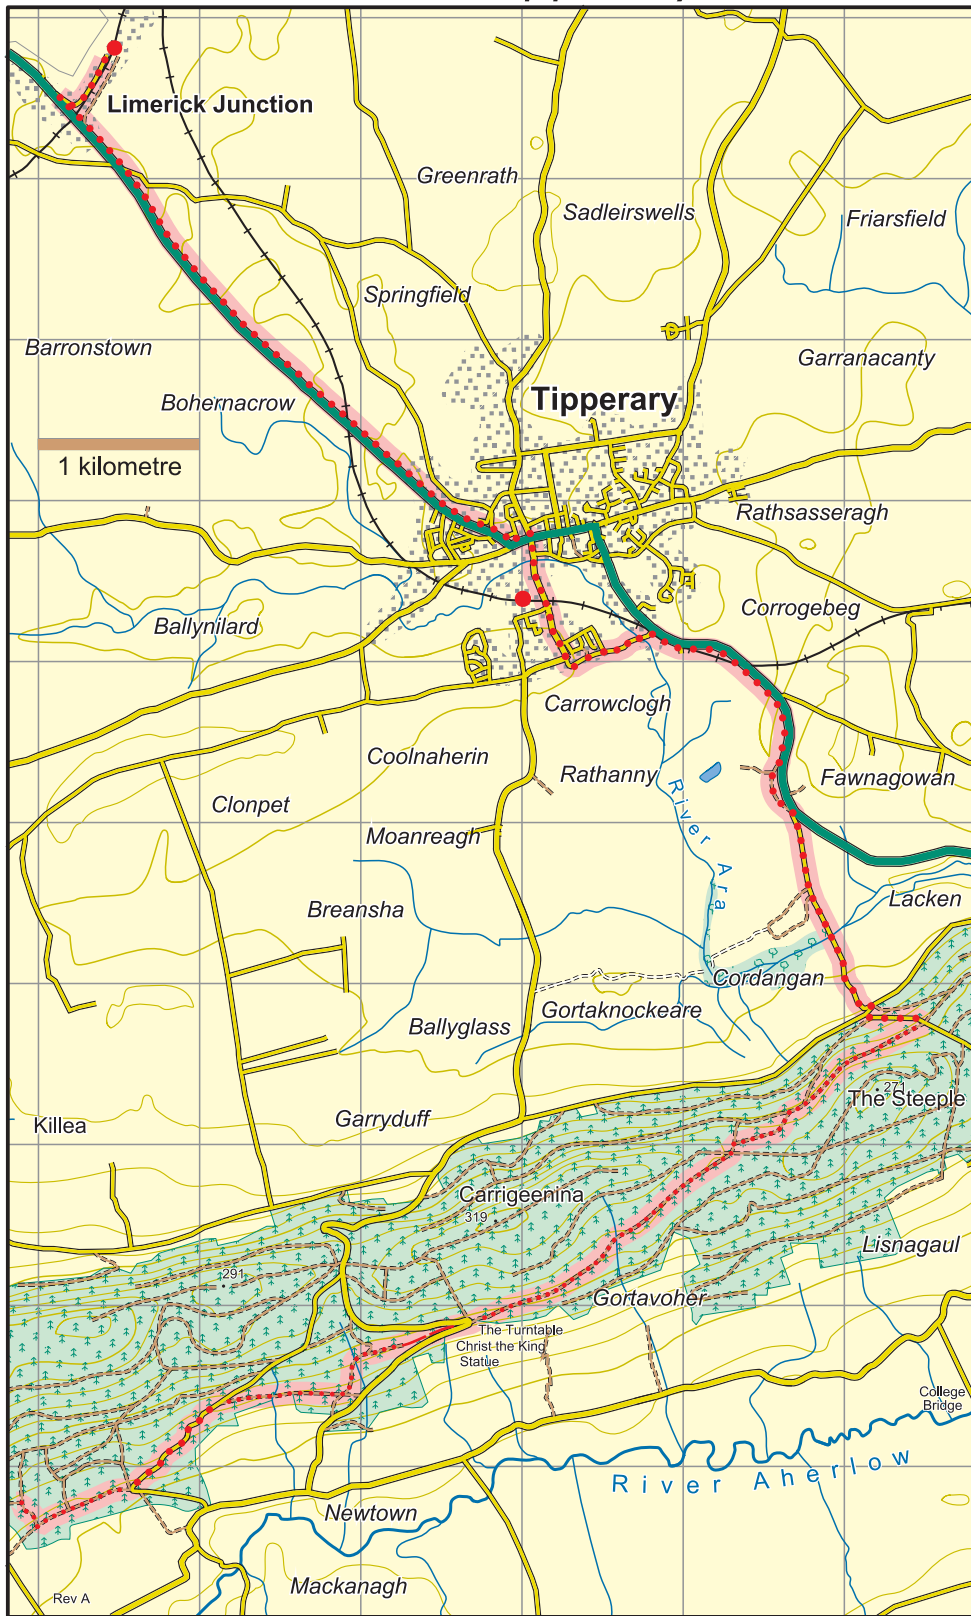 Limerick Junction
Greenrath
Sadleirswells
Friarsfield
Springfield
Barronstown
Garranacanty
Tipperary
Bohernacrow
1 kilometre
Rathsasseragh
Corrogebeg
Ballynilard
Carrowclogh
Coolnaherin
Rathanny
Fawnagowan
Clonpet
River Ara
Moanreagh
Lacken
Breansha
Cordangan
Gortaknockeare
Ballyglass
271
The Steeple
Garryduff
Killea
Carrigeenina
319
Lisnagaul
291
Gortavoher
The Turntable
Christ the King
Statue
College
Bridge
River Aherlow
Newtown
Mackanagh
Rev A